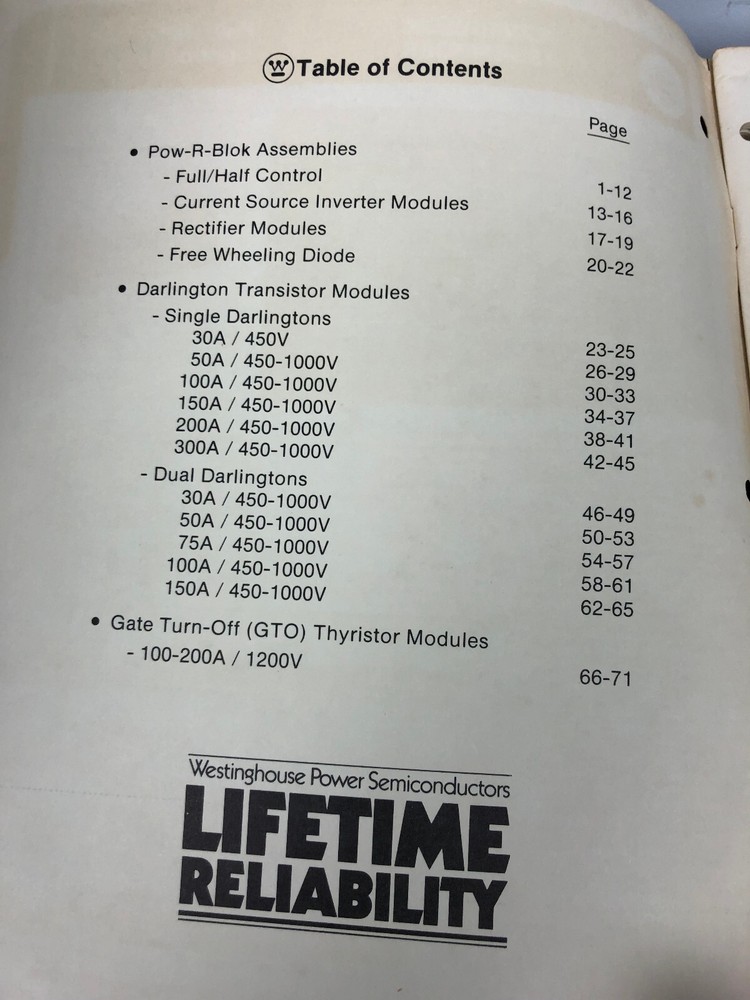 W Table of Contents
Page
• Pow-R-Blok Assemblies
- Full/Half Control 1-12
- Current Source Inverter Modules 13-16
- Rectifier Modules 17-19
- Free Wheeling Diode 20-22
• Darlington Transistor Modules
- Single Darlingtons
30A / 450V 23-25
50A / 450-1000V 26-29
100A / 450-1000V 30-33
150A / 450-1000V 34-37
200A / 450-1000V 38-41
300A / 450-1000V 42-45
- Dual Darlingtons
30A / 450-1000V 46-49
50A / 450-1000V 50-53
75A / 450-1000V 54-57
100A / 450-1000V 58-61
150A / 450-1000V 62-65
• Gate Turn-Off (GTO) Thyristor Modules
- 100-200A / 1200V 66-71
Westinghouse Power Semiconductors
LIFETIME
RELIABILITY